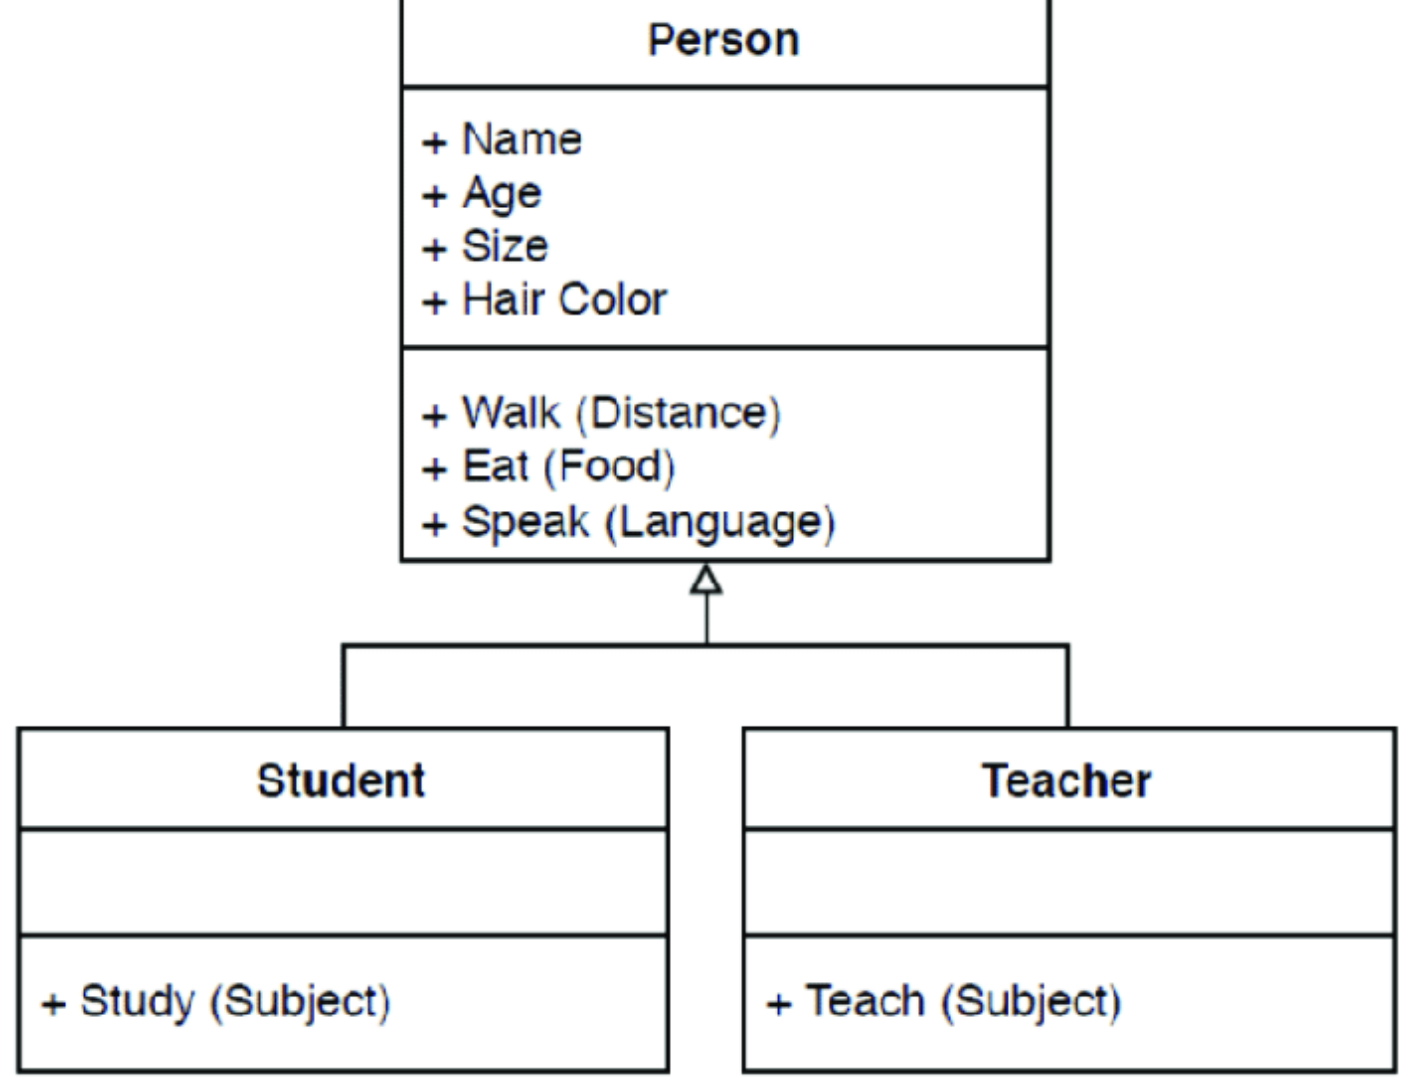 Person
+ Name
+ Age
+ Size
+ Hair Color
+ Walk (Distance)
+ Eat (Food)
+ Speak (Language)
Student
+ Study (Subject)
Teacher
+ Teach (Subject)